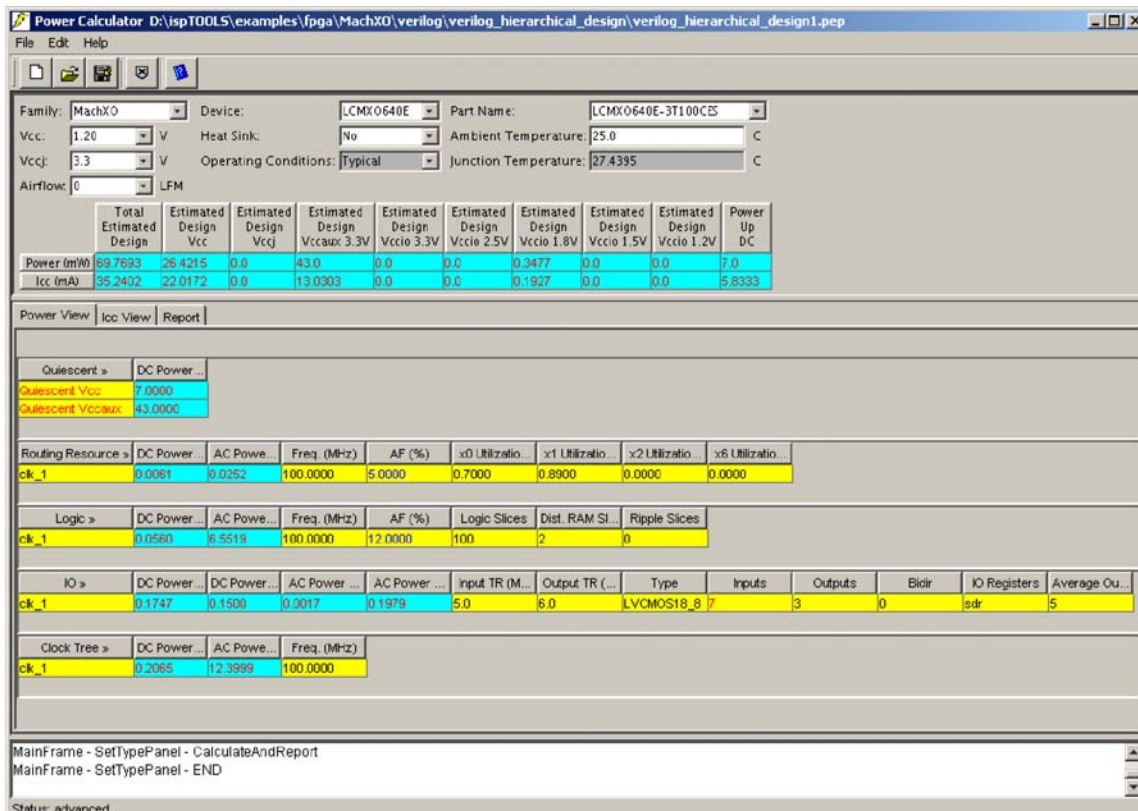 Power Calculator D:\ispTOOLS\examples\fpga\MachXO\verilog\verilog_hierarchical_design\verilog_hierarchical_design1.pep
File Edit Help
Family: MachXO Device: LCMXO640E Part Name: LCMXO640E-3T100CES
Vcc: 1.20 V Heat Sink: No Ambient Temperature: 25.0 C
Vccj: 3.3 V Operating Conditions: Typical Junction Temperature: 27.4395 C
Airflow: 0 LFM
Total Estimated Design Estimated Design Vcc Estimated Design Vccj Estimated Design Vccaux 3.3V Estimated Design Vccio 3.3V Estimated Design Vccio 2.5V Estimated Design Vccio 1.8V Estimated Design Vccio 1.5V Estimated Design Vccio 1.2V Power Up DC
Power (mW) 69.7693 26.4215 0.0 43.0 0.0 0.0 0.3477 0.0 0.0 7.0
Icc (mA) 35.2402 22.0172 0.0 13.0303 0.0 0.0 0.1927 0.0 0.0 5.8333
Power View Icc View Report
Quiescent » DC Power...
Quiescent Vcc 7.0000
Quiescent Vccaux 43.0000
Routing Resource » DC Power... AC Powe... Freq. (MHz) AF (%) x0 Utilizatio... x1 Utilizatio... x2 Utilizatio... x6 Utilizatio...
clk_1 0.0061 0.0252 100.0000 5.0000 0.7000 0.8900 0.0000 0.0000
Logic » DC Power... AC Powe... Freq. (MHz) AF (%) Logic Slices Dist. RAM Sl... Ripple Slices
clk_1 0.0560 6.5519 100.0000 12.0000 100 2 0
IO » DC Power... DC Power... AC Power ... AC Power ... Input TR (M... Output TR (... Type Inputs Outputs Bidir IO Registers Average Ou...
clk_1 0.1747 0.1500 0.0017 0.1979 5.0 6.0 LVCMOS18_8 7 3 0 sdr 5
Clock Tree » DC Power... AC Powe... Freq. (MHz)
clk_1 0.2065 12.3999 100.0000
MainFrame - SetTypePanel - CalculateAndReport
MainFrame - SetTypePanel - END
Status: advanced